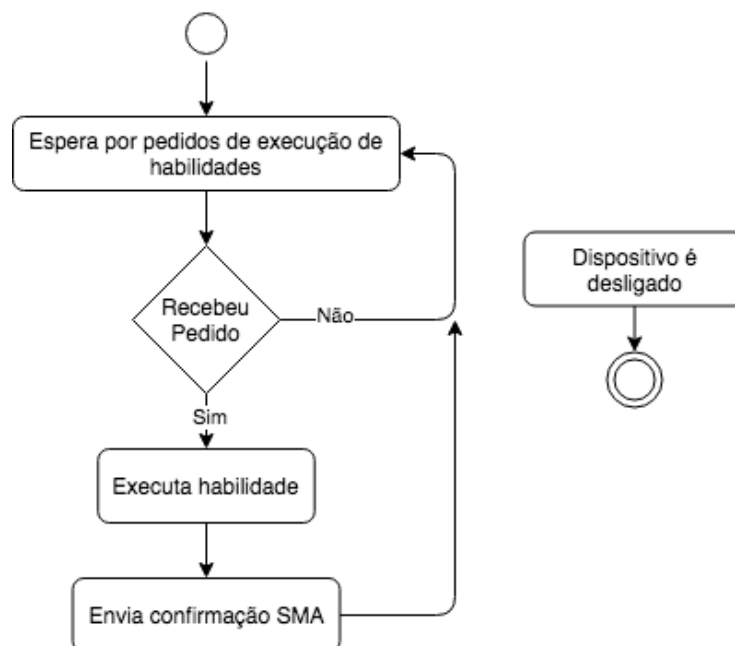 Espera por pedidos de execução de
habilidades
Recebeu
Pedido
Não
Sim
Executa habilidade
Envia confirmação SMA
Dispositivo é
desligado